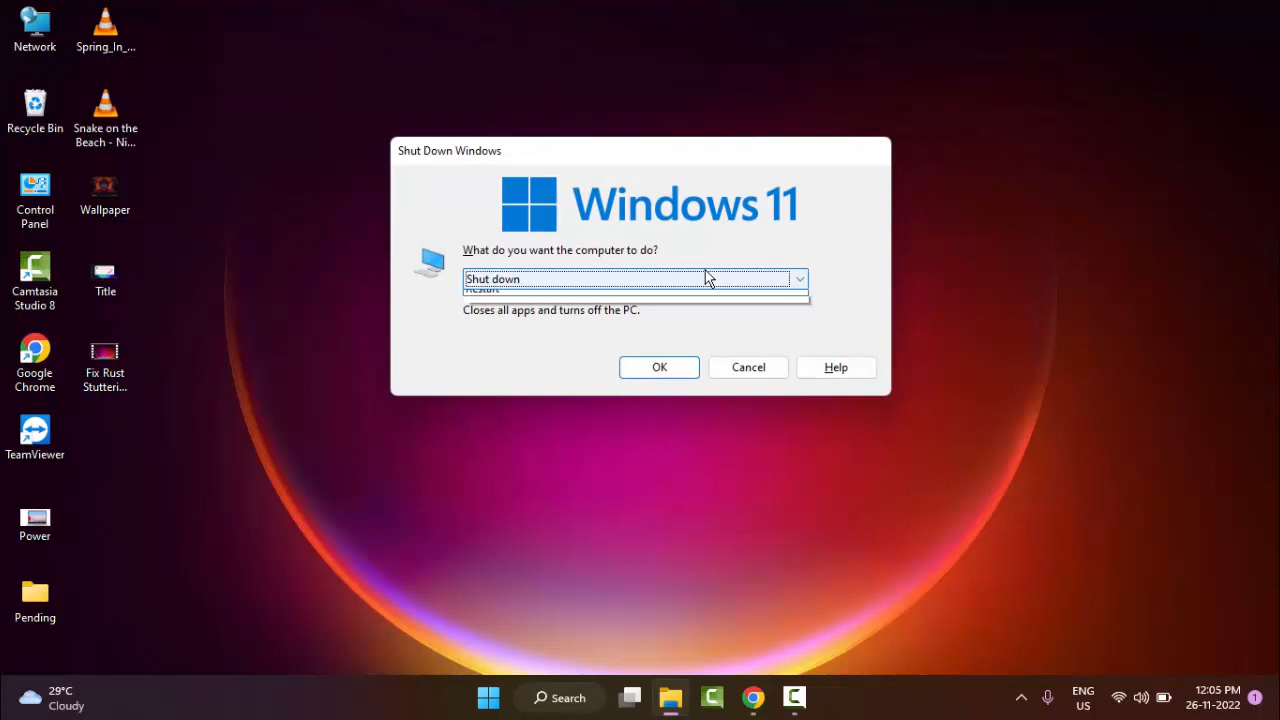 Network
Spring_In_...
Recycle Bin
Snake on the
Beach - Ni...
Control
Panel
Wallpaper
Camtasia
Studio 8
Title
Google
Chrome
Fix Rust
Stutteri...
TeamViewer
Power
Pending
Shut Down Windows
Windows 11
What do you want the computer to do?
Shut down
Restart
Closes all apps and turns off the PC.
OK
Cancel
Help
29°C
Cloudy
Search
ENG
US
12:05 PM
26-11-2022
1